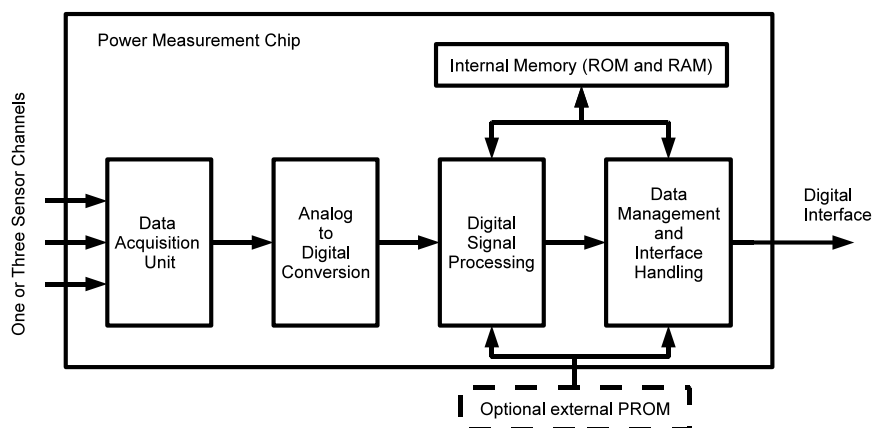 Power Measurement Chip
Internal Memory (ROM and RAM)
One or Three Sensor Channels
Data
Acquisition
Unit
Analog
to
Digital
Conversion
Digital
Signal
Processing
Data
Management
and
Interface
Handling
Digital
Interface
Optional external PROM